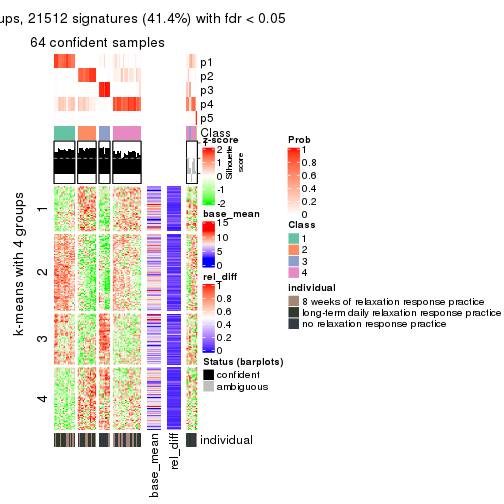 ups, 21512 signatures (41.4%) with fdr < 0.05
64 confident samples
p1
p2
p3
p4
p5
Class
Silhouette
score
z-score
2
1
0
-1
-2
base_mean
15
10
5
0
rel_diff
1
0.8
0.6
0.4
0.2
0
Status (barplots)
confident
ambiguous
Prob
1
0.8
0.6
0.4
0.2
0
Class
1
2
3
4
individual
8 weeks of relaxation response practice
long-term daily relaxation response practice
no relaxation response practice
k-means with 4 groups
1
2
3
4
base_mean
rel_diff
individual